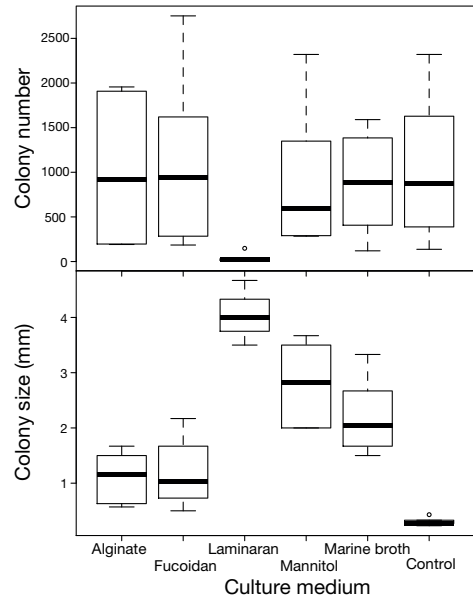 Colony number
2500
2000
1500
1000
500
0
Colony size (mm)
4
3
2
1
Alginate
Fucoidan
Laminaran
Mannitol
Marine broth
Control
Culture medium